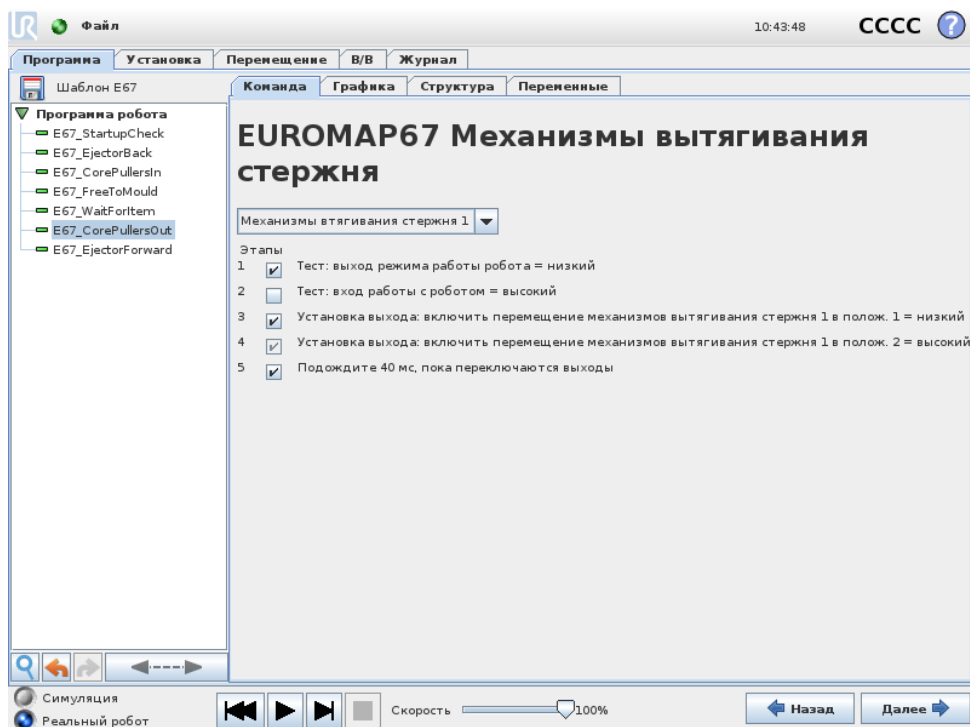 UR Файл 10:43:48 CCCC ?
Программа Установка Перемещение В/В Журнал
Шаблон E67
Команда Графика Структура Переменные
Программа робота
E67_StartupCheck
E67_EjectorBack
E67_CorePullersIn
E67_FreeToMould
E67_WaitForItem
E67_CorePullersOut
E67_EjectorForward
EUROMAP67 Механизмы вытягивания
стержня
Механизмы втягивания стержня 1
Этапы
1 Тест: выход режима работы робота = низкий
2 Тест: вход работы с роботом = высокий
3 Установка выхода: включить перемещение механизмов вытягивания стержня 1 в полож. 1 = низкий
4 Установка выхода: включить перемещение механизмов вытягивания стержня 1 в полож. 2 = высокий
5 Подождите 40 мс, пока переключаются выходы
Симуляция
Реальный робот
Скорость 100%
Назад Далее